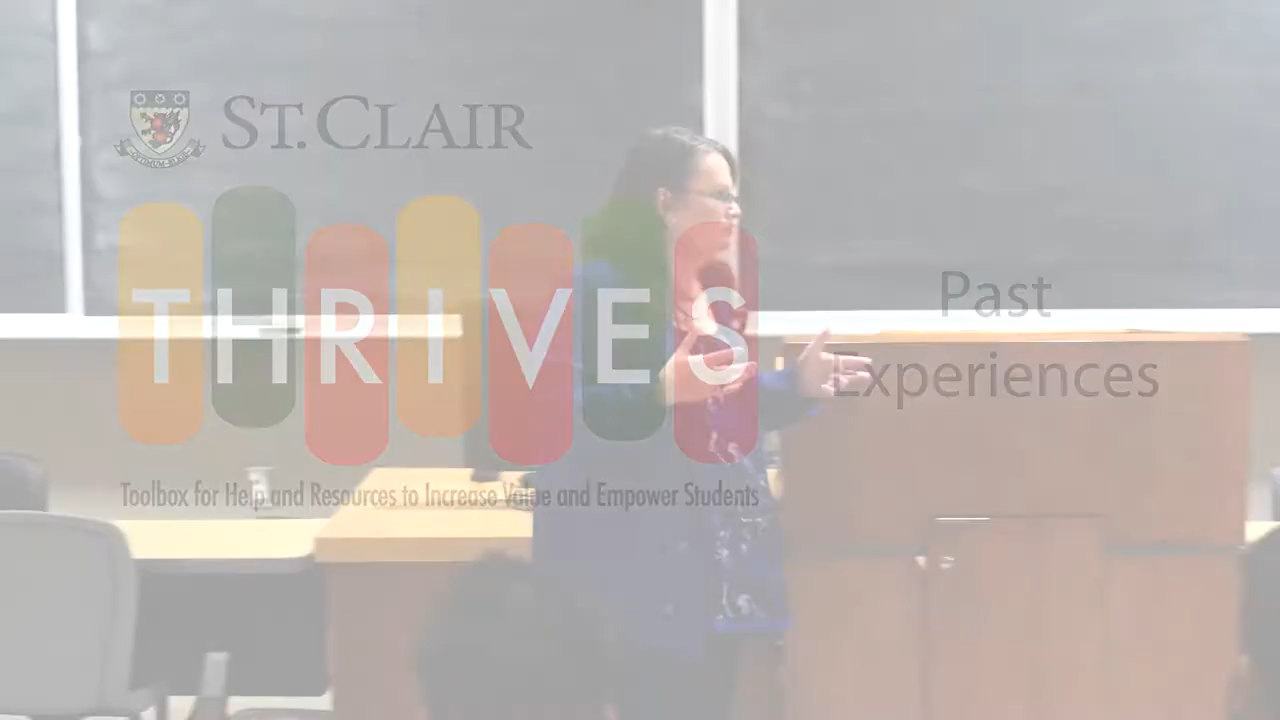 ST. CLAIR
THRIVES
Toolbox for Help and Resources to Increase Value and Empower Students
Past
Experiences